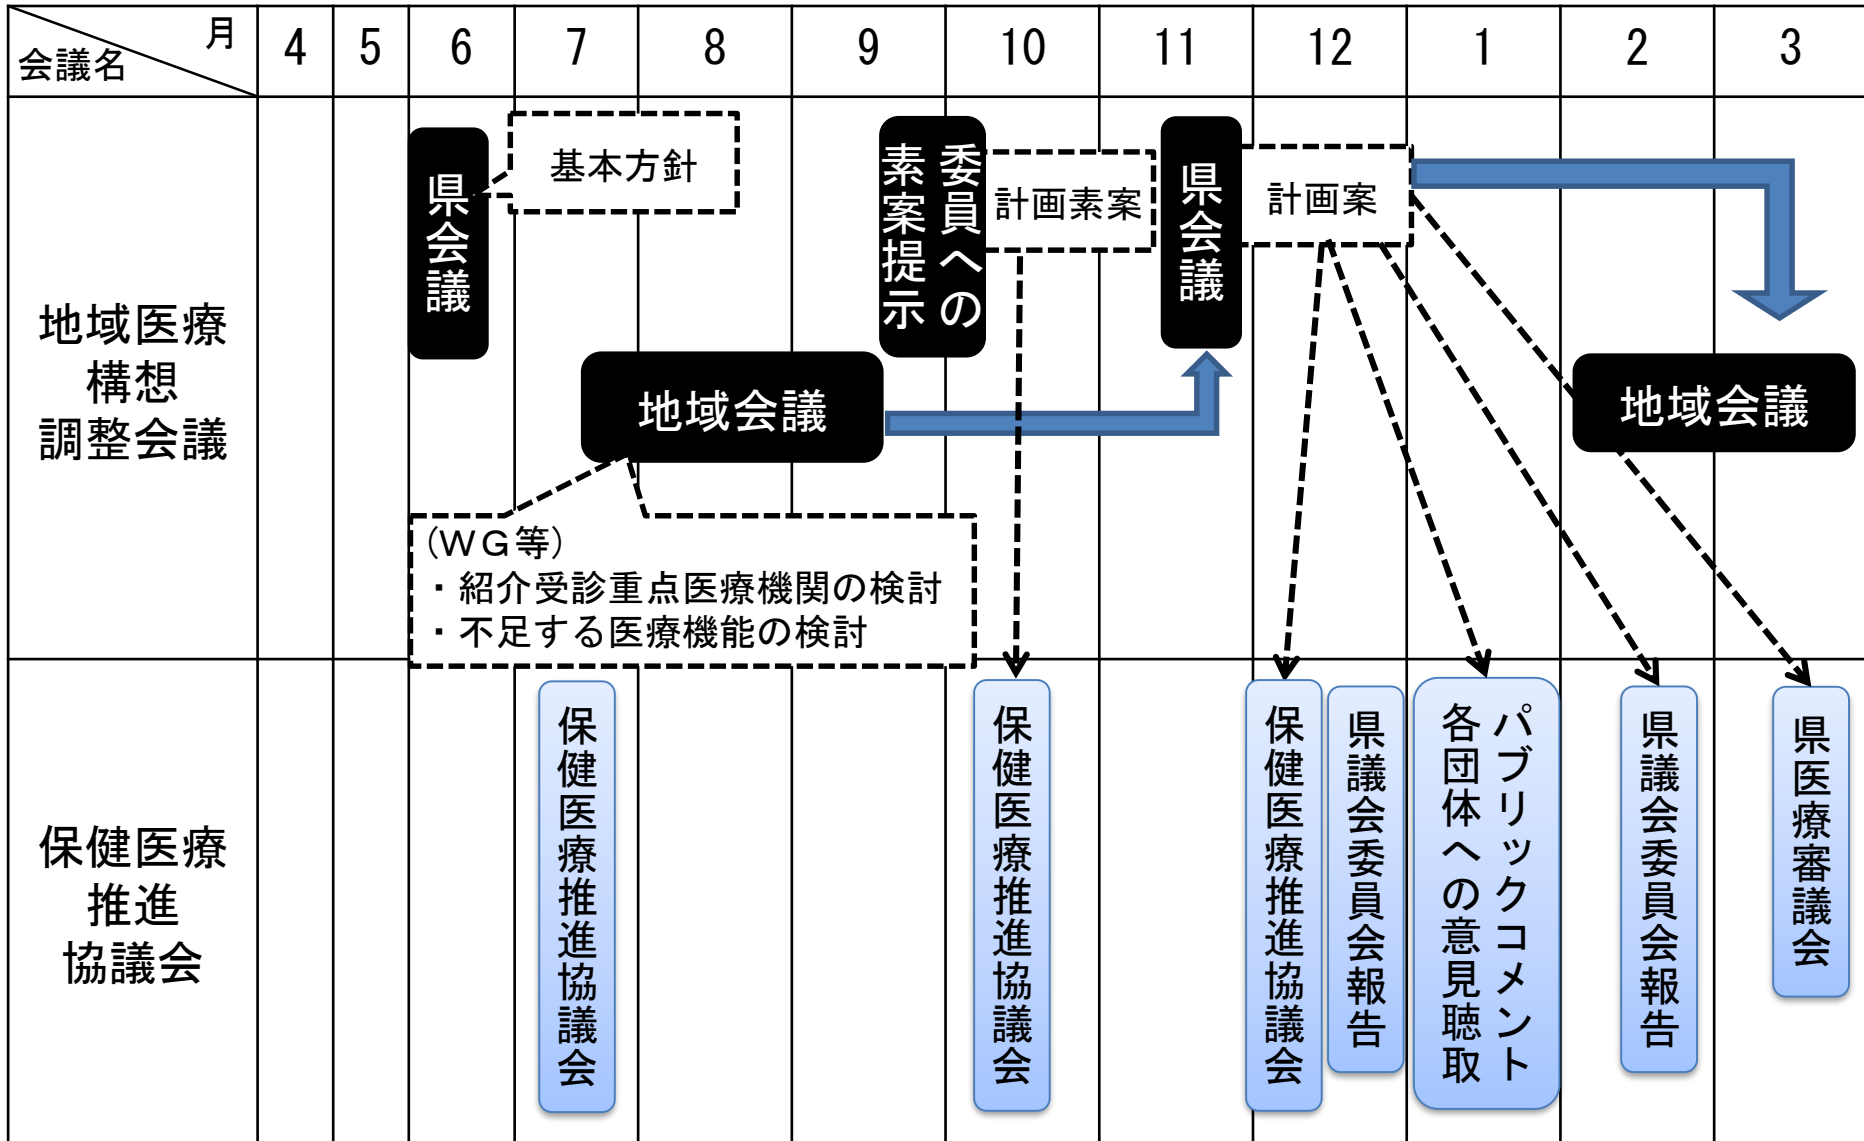 月
会議名
4
5
6
7
8
9
10
11
12
1
2
3
地域医療
構想
調整会議
県会議
基本方針
委員への
素案提示
計画素案
県会議
計画案
地域会議
地域会議
(WG等)
・紹介受診重点医療機関の検討
・不足する医療機能の検討
保健医療
推進
協議会
保健医療推進協議会
保健医療推進協議会
保健医療推進協議会
県議会委員会報告
パブリックコメント
各団体への意見聴取
県議会委員会報告
県医療審議会